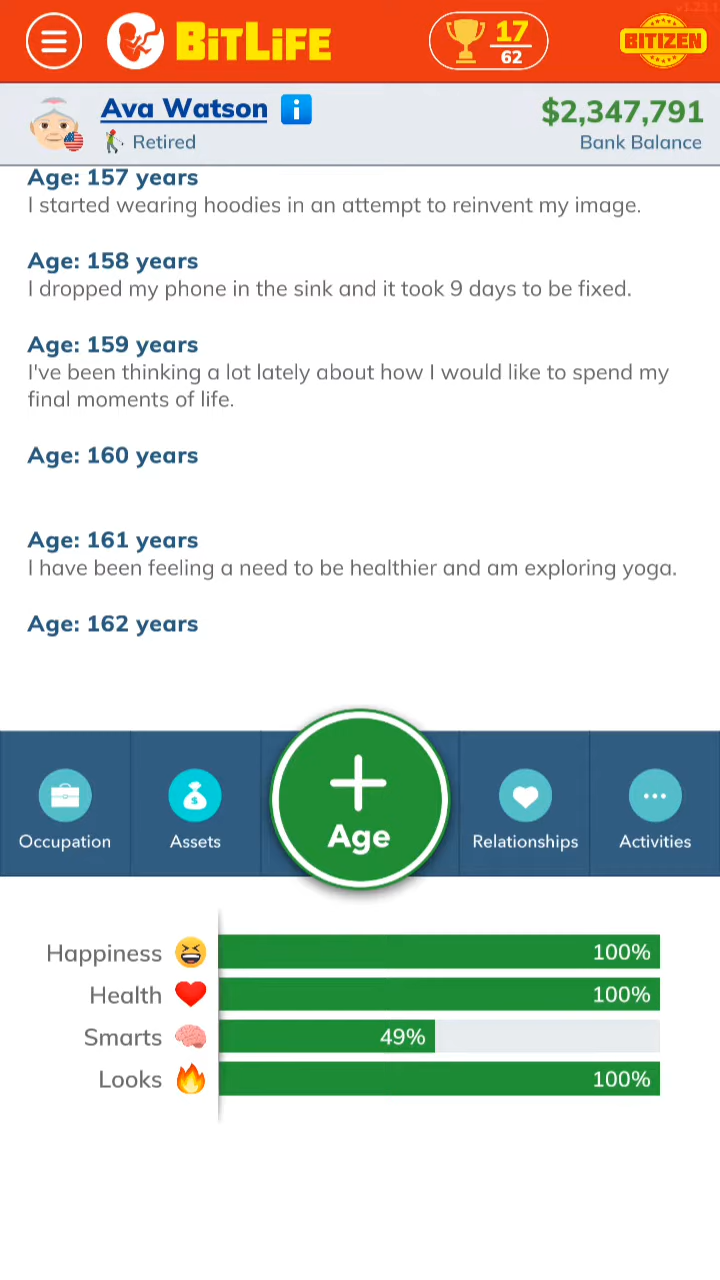 BiTLiFE
17
62
BITIZEN
Ava Watson
$2,347,791
Retired
Bank Balance
Age: 157 years
I started wearing hoodies in an attempt to reinvent my image.
Age: 158 years
I dropped my phone in the sink and it took 9 days to be fixed.
Age: 159 years
I've been thinking a lot lately about how I would like to spend my
final moments of life.
Age: 160 years
Age: 161 years
I have been feeling a need to be healthier and am exploring yoga.
Age: 162 years
Occupation
Assets
Age
Relationships
Activities
Happiness
100%
Health
100%
Smarts
49%
Looks
100%